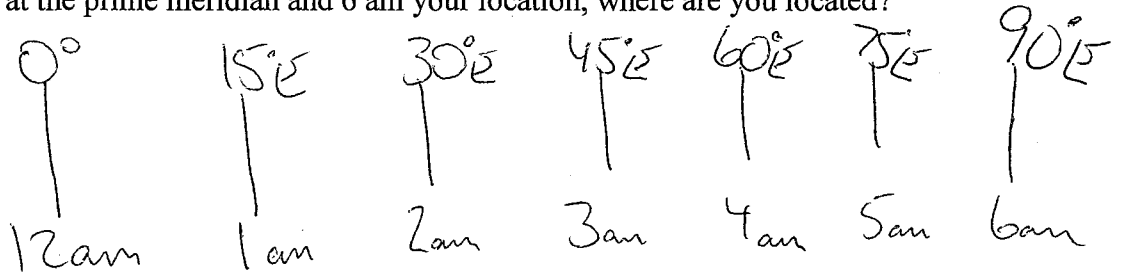 at the prime meridian and 6 am your location, where are you located?
0° 15°E 30°E 45°E 60°E 75E 90°E
12am 1am 2am 3am 4am 5am 6am